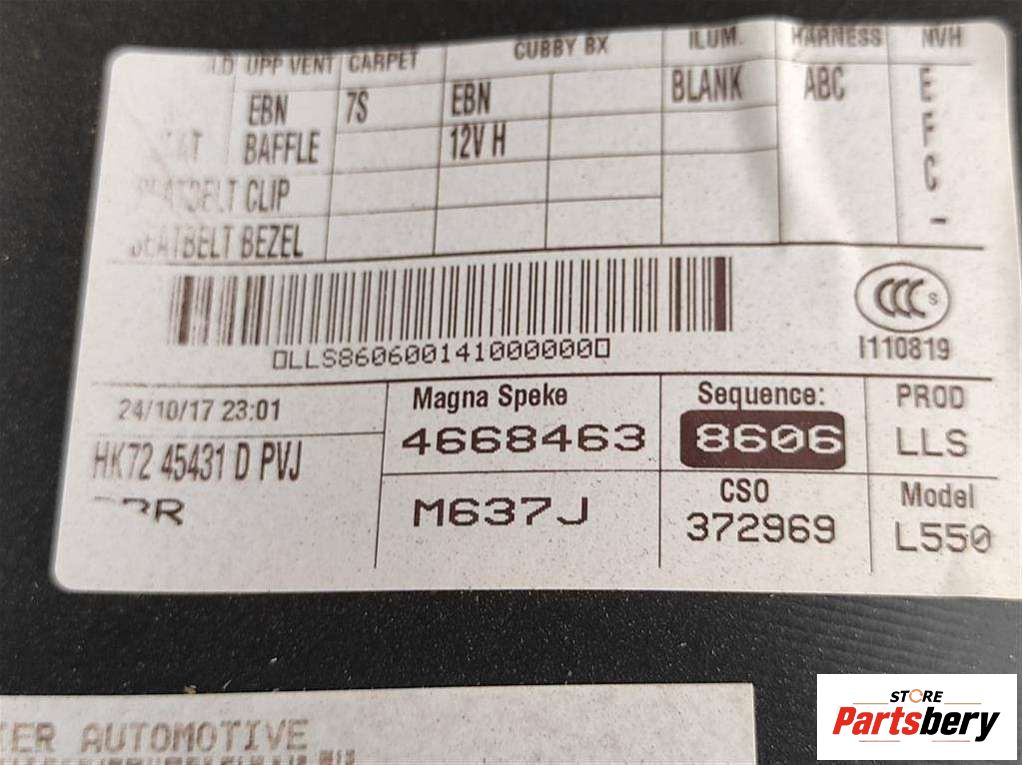 UPP VENT CARPET CUBBY BX ILUM. HARNESS NVH
EBN 7S EBN BLANK ABC E
BAFFLE 12V H F
CLIP C
SEATBELT BEZEL -
LLS86060014100000
I110819
24/10/17 23:01 Magna Speke Sequence: PROD
HK72 45431 D PVJ 4668463 8606 LLS
M637J CSO Model
372969 L550
AUTOMOTIVE
STORE
Partsbery